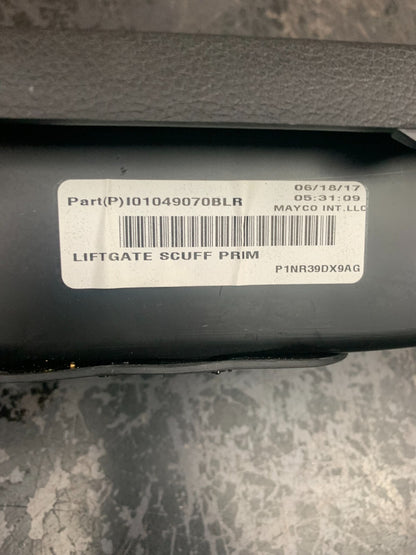 06/18/17
Part(P)I01049070BLR 05:31:09
MAYCO INT,LLC
LIFTGATE SCUFF PRIM
P1NR39DX9AG